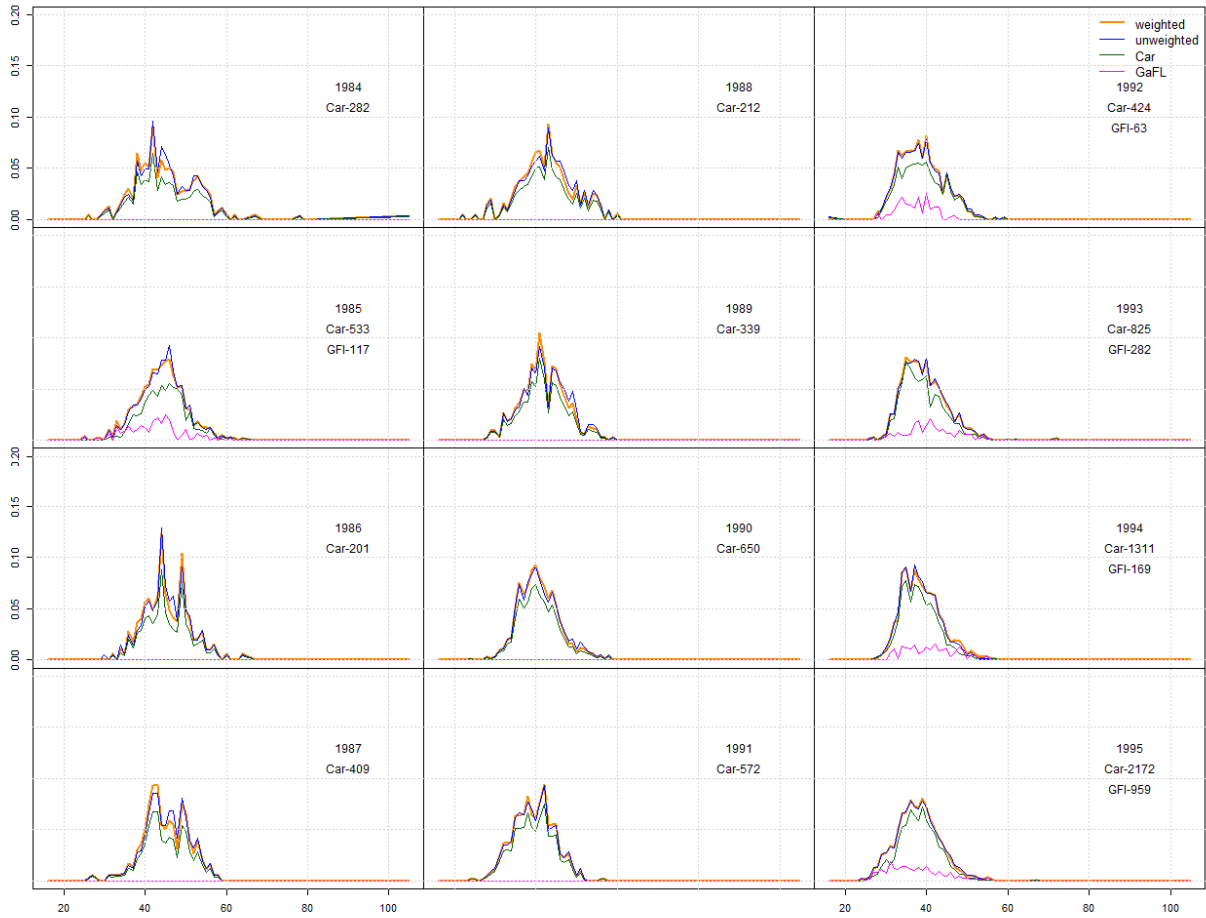 0.20
0.15
0.10
0.05
0.00
1984
Car-282
1988
Car-212
weighted
unweighted
Car
GaFL
1992
Car-424
GFI-63
1985
Car-533
GFI-117
1989
Car-339
1993
Car-825
GFI-282
0.20
0.15
0.10
0.05
0.00
1986
Car-201
1990
Car-650
1994
Car-1311
GFI-169
1987
Car-409
1991
Car-572
1995
Car-2172
GFI-959
20 40 60 80 100
20 40 60 80 100